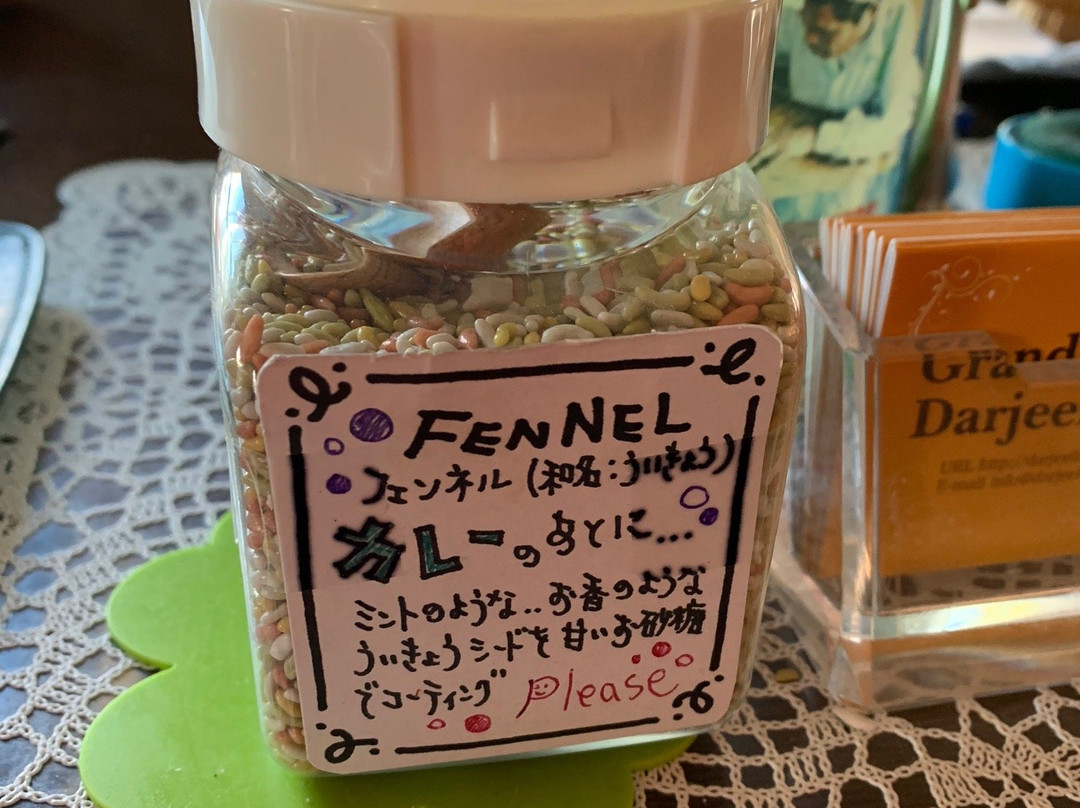 FENNEL
フェンネル (和名:ういきょう)
カレーのあとに...
ミントのような..お香のような
ういきょうシードを甘いお砂糖
でコーティング Please
Grand
Darjee